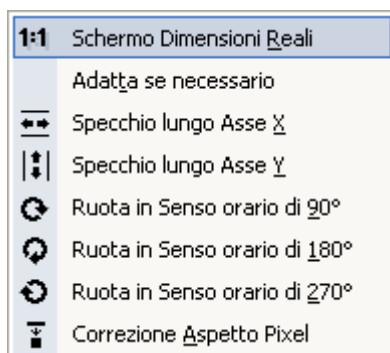 1:1 Schermo Dimensioni Reali
Adatta se necessario
Specchio lungo Asse X
Specchio lungo Asse Y
Ruota in Senso orario di 90°
Ruota in Senso orario di 180°
Ruota in Senso orario di 270°
Correzione Aspetto Pixel